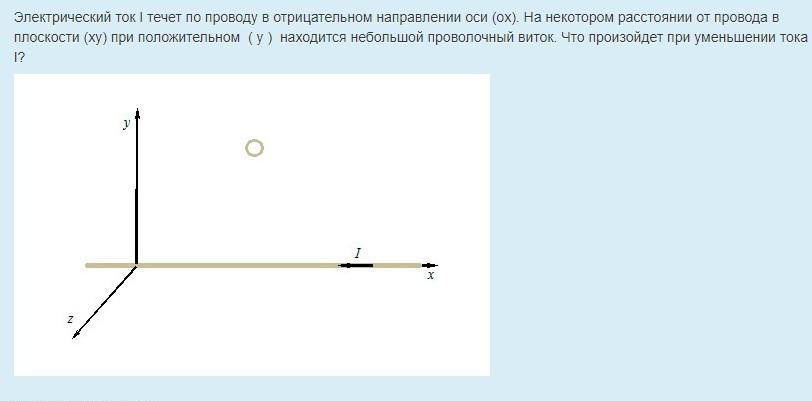 Электрический ток I течет по проводу в отрицательном направлении оси (ox). На некотором расстоянии от провода в
плоскости (xy) при положительном ( y ) находится небольшой проволочный виток. Что произойдет при уменьшении тока
I?
y
I
x
z